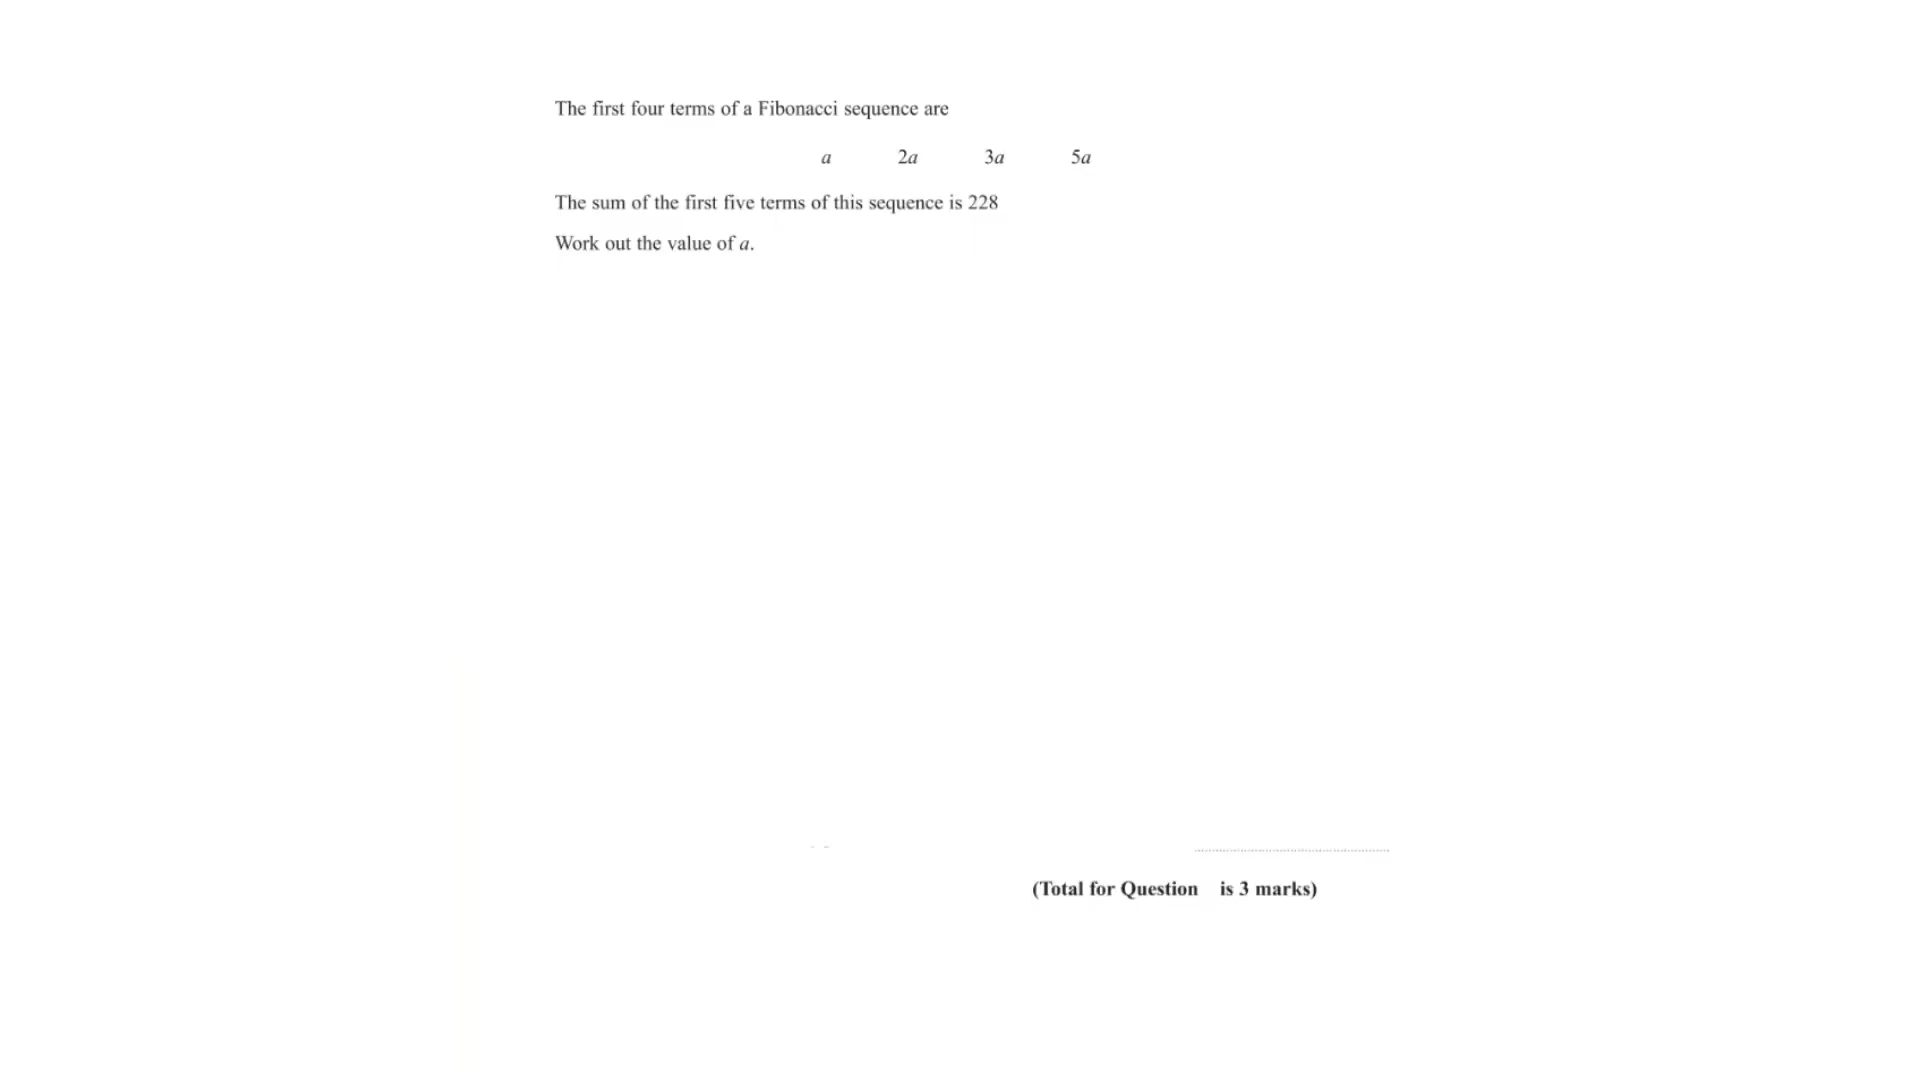 The first four terms of a Fibonacci sequence are
a 2a 3a 5a
The sum of the first five terms of this sequence is 228
Work out the value of a.
(Total for Question is 3 marks)